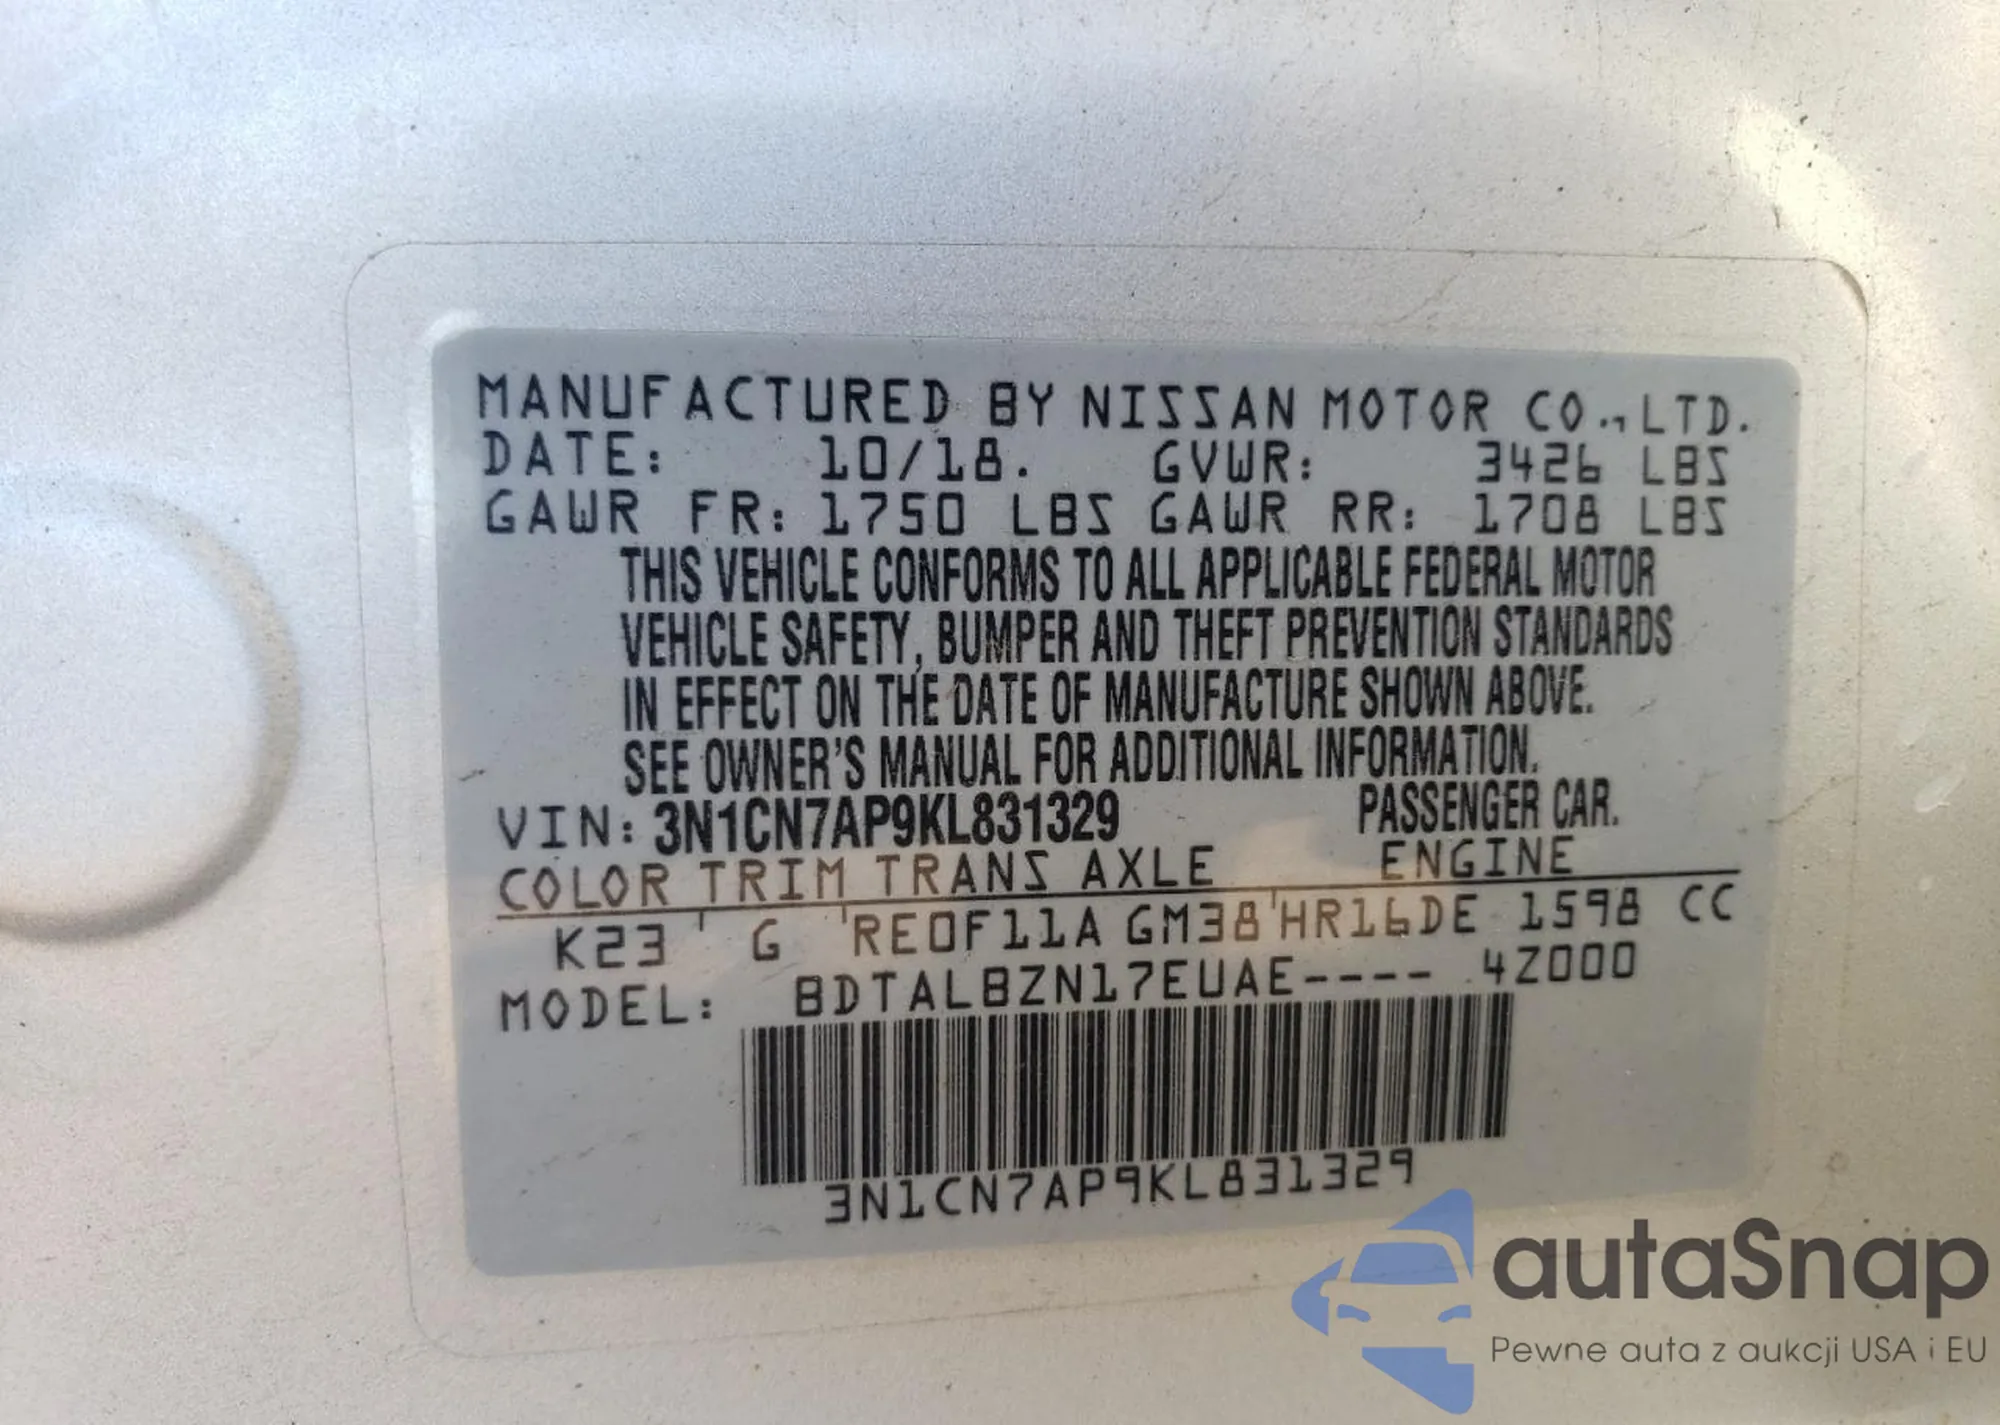 MANUFACTURED BY NISSAN MOTOR CO.,LTD.
DATE: 10/18. GVWR: 3426 LBS
GAWR FR: 1750 LBS GAWR RR: 1708 LBS
THIS VEHICLE CONFORMS TO ALL APPLICABLE FEDERAL MOTOR
VEHICLE SAFETY, BUMPER AND THEFT PREVENTION STANDARDS
IN EFFECT ON THE DATE OF MANUFACTURE SHOWN ABOVE.
SEE OWNER'S MANUAL FOR ADDITIONAL INFORMATION.
VIN: 3N1CN7AP9KL831329 PASSENGER CAR.
COLOR TRIM TRANS AXLE ENGINE
K23 ' G 'RE0F11A GM38'HR16DE 1598 CC
MODEL: BDTALBZN17EUAE---- 4Z000
3N1CN7AP9KL831329
autaSnap
Pewne auta z aukcji USA i EU